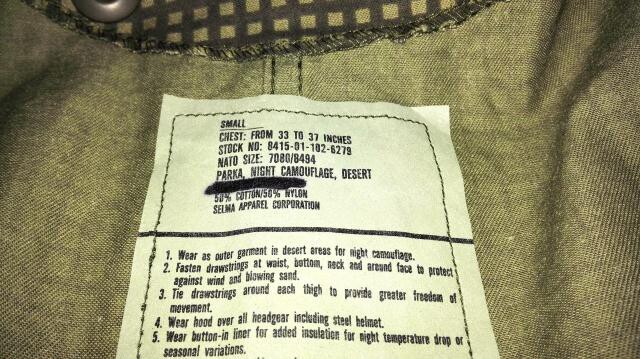 SMALL
CHEST: FROM 33 TO 37 INCHES
STOCK NO: 8415-01-102-6279
NATO SIZE: 7080/8494
PARKA, NIGHT CAMOUFLAGE, DESERT
50% COTTON/50% NYLON
SELMA APPAREL CORPORATION
1. Wear as outer garment in desert areas for night camouflage.
2. Fasten drawstrings at waist, bottom, neck and around face to protect
against wind and blowing sand.
3. Tie drawstrings around each thigh to provide greater freedom of
movement.
4. Wear hood over all headgear including steel helmet.
5. Wear button-in liner for added insulation for night temperature drop or
seasonal variations.